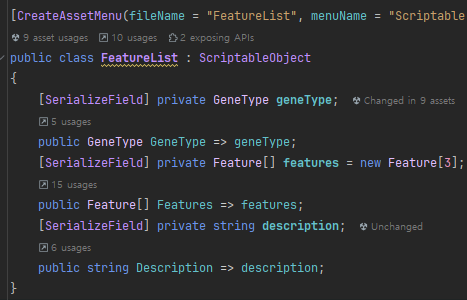 [CreateAssetMenu(fileName = "FeatureList", menuName = "Scriptable
9 asset usages 10 usages 2 exposing APIs
public class FeatureList : ScriptableObject
{
[SerializeField] private GeneType geneType; Changed in 9 assets
5 usages
public GeneType GeneType => geneType;
[SerializeField] private Feature[] features = new Feature[3];
15 usages
public Feature[] Features => features;
[SerializeField] private string description; Unchanged
6 usages
public string Description => description;
}